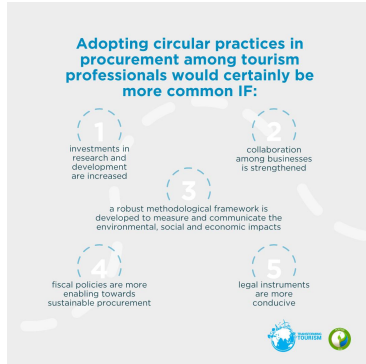 Adopting circular practices in
procurement among tourism
professionals would certainly be
more common IF:
1
investments in
research and
development
are increased
2
collaboration
among businesses
is strengthened
3
a robust methodological framework is
developed to measure and communicate the
environmental, social and economic impacts
4
fiscal policies are more
enabling towards
sustainable procurement
5
legal instruments
are more
conducive
TOURISM